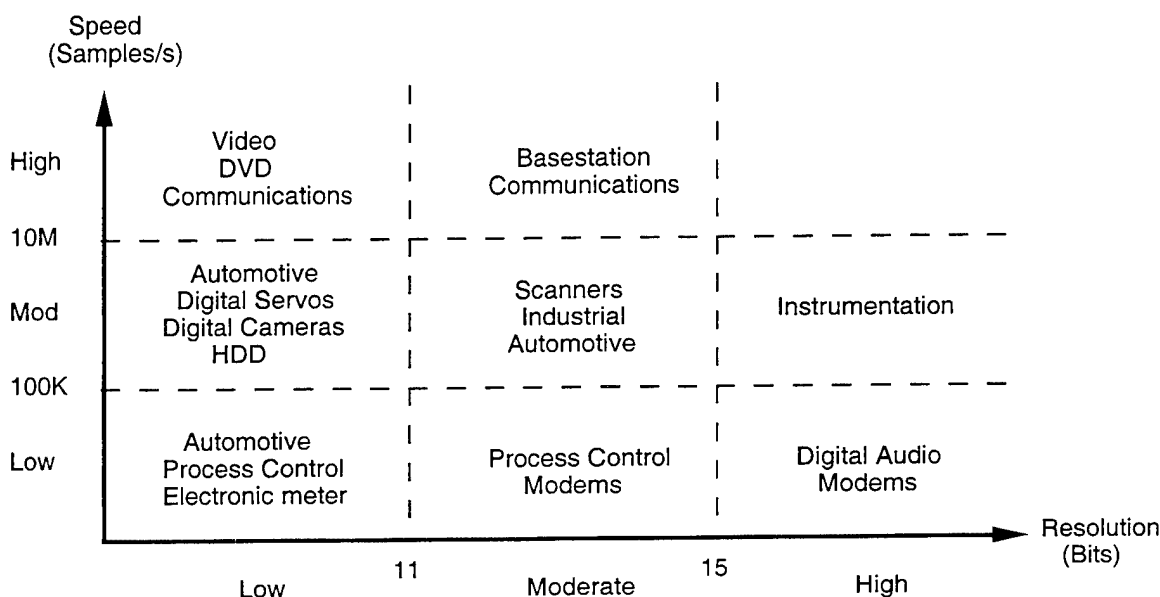 Speed
(Samples/s)
High
Video
DVD
Communications
Basestation
Communications
10M
Mod
Automotive
Digital Servos
Digital Cameras
HDD
Scanners
Industrial
Automotive
Instrumentation
100K
Low
Automotive
Process Control
Electronic meter
Process Control
Modems
Digital Audio
Modems
Resolution
(Bits)
11
15
Low
Moderate
High